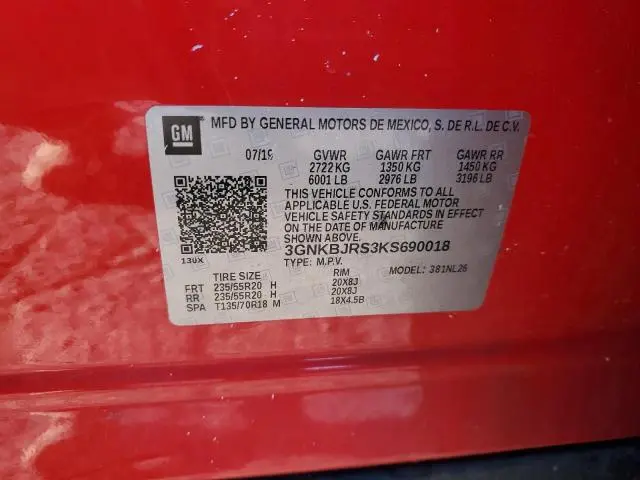 GM
MFD BY GENERAL MOTORS DE MEXICO, S. DE R.L. DE C.V.
07/19 GVWR GAWR FRT GAWR RR
2722 KG 1350 KG 1450 KG
6001 LB 2976 LB 3196 LB
THIS VEHICLE CONFORMS TO ALL
APPLICABLE U.S. FEDERAL MOTOR
VEHICLE SAFETY STANDARDS IN EFFECT
ON THE DATE OF MANUFACTURE
SHOWN ABOVE.
130X 3GNKBJRS3KS690018
TYPE: M.P.V. MODEL: 381NL26
TIRE SIZE RIM
FRT 235/55R20 H 20X8J
RR 235/55R20 H 20X8J
SPA T135/70R18 M 18X4.5B